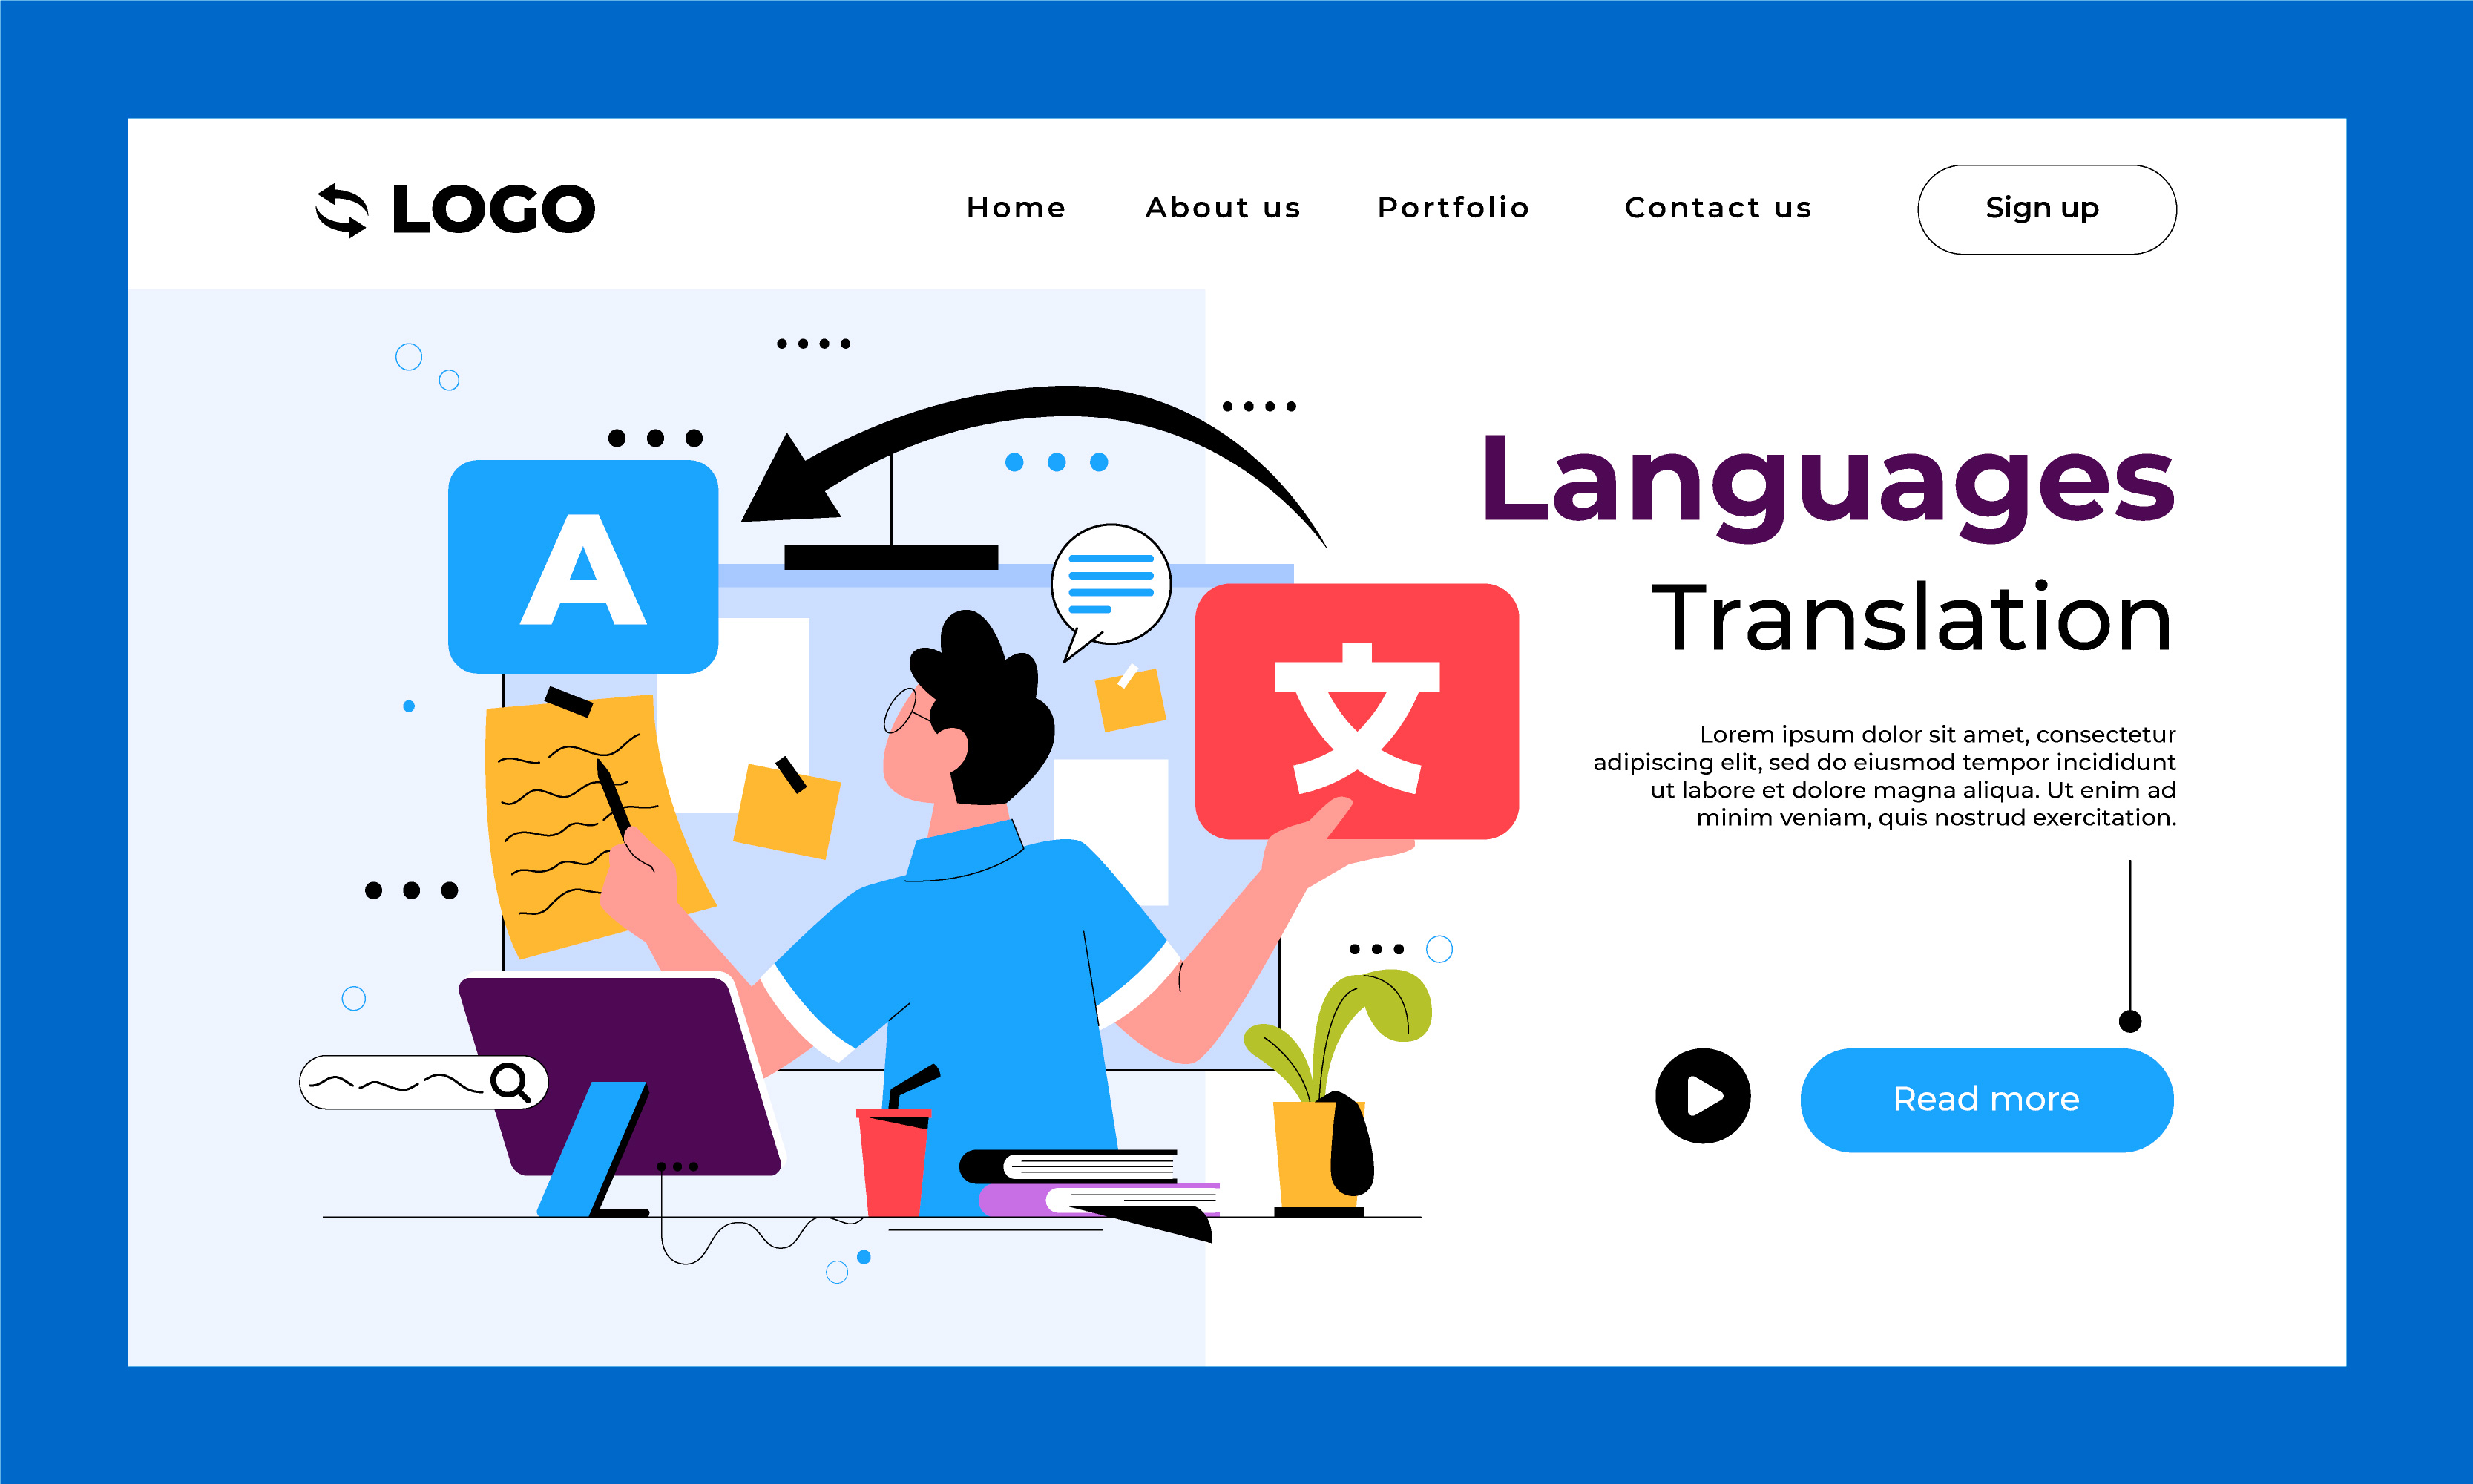 LOGO
Home
About us
Portfolio
Contact us
Sign up
A
文
Languages
Translation
Lorem ipsum dolor sit amet, consectetur
adipiscing elit, sed do eiusmod tempor incididunt
ut labore et dolore magna aliqua. Ut enim ad
minim veniam, quis nostrud exercitation.
Read more